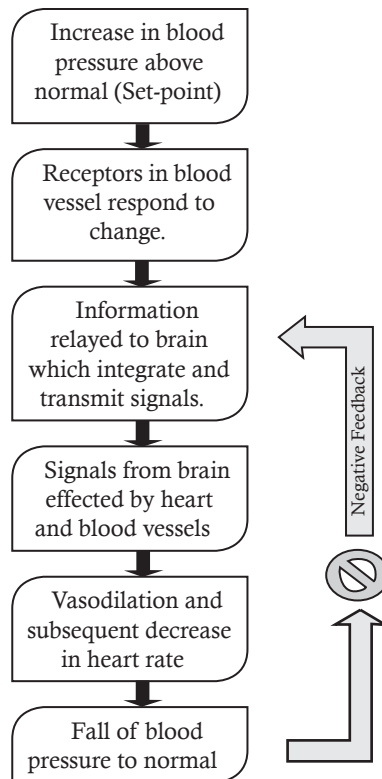 Increase in blood
pressure above
normal (Set-point)
Receptors in blood
vessel respond to
change.
Information
relayed to brain
which integrate and
transmit signals.
Signals from brain
effected by heart
and blood vessels
Vasodilation and
subsequent decrease
in heart rate
Fall of blood
pressure to normal
Negative Feedback